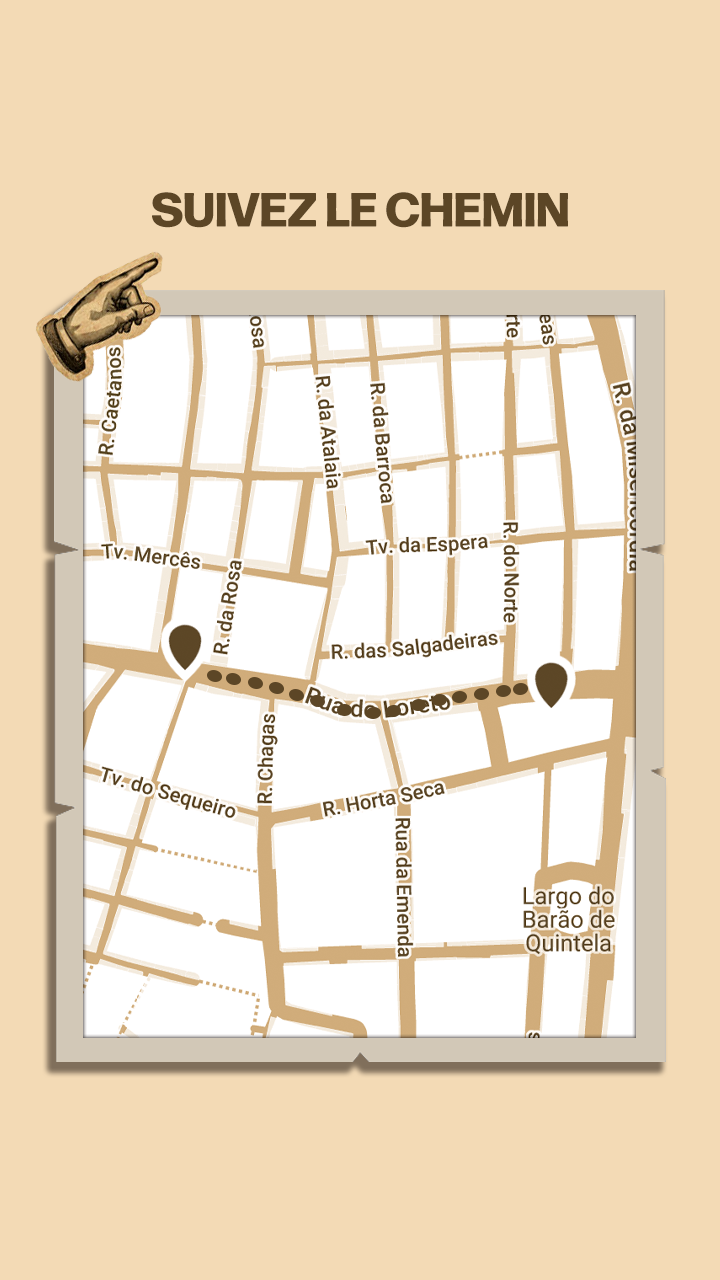 SUIVEZ LE CHEMIN
R. Caetanos
osa
rte
eas
R. da Atalaia
R. da Barroca
R. da Misericórdia
Tv. Mercês
R. da Rosa
Tv. da Espera
R. do Norte
R. das Salgadeiras
Rua do Loreto
R. Chagas
Tv. do Sequeiro
R. Horta Seca
Rua da Emenda
Largo do
Barão de
Quintela
s